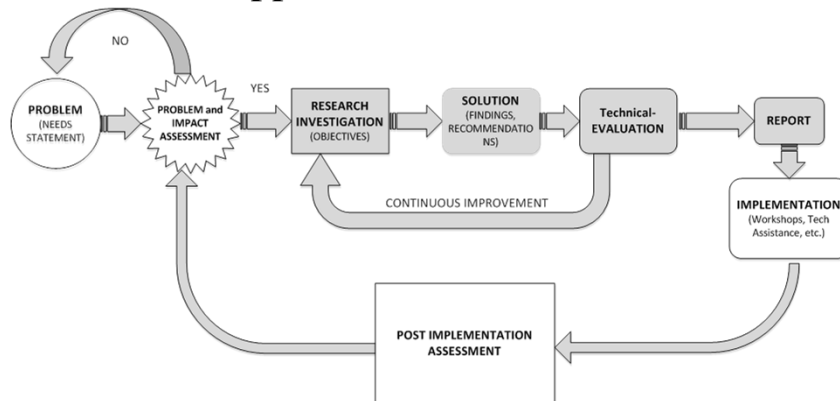 NO
PROBLEM
(NEEDS
STATEMENT)
PROBLEM and
IMPACT
ASSESSMENT
YES
RESEARCH
INVESTIGATION
(OBJECTIVES)
SOLUTION
(FINDINGS,
RECOMMENDATIO
NS)
Technical-
EVALUATION
REPORT
CONTINUOUS IMPROVEMENT
IMPLEMENTATION
(Workshops, Tech
Assistance, etc.)
POST IMPLEMENTATION
ASSESSMENT